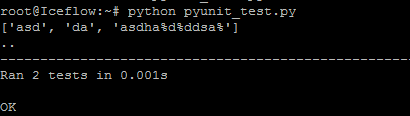 root@Iceflow:~# python pyunit_test.py
['asd', 'da', 'asdha%d%ddsa%']
..
----------------------------------------------------------------------
Ran 2 tests in 0.001s
OK